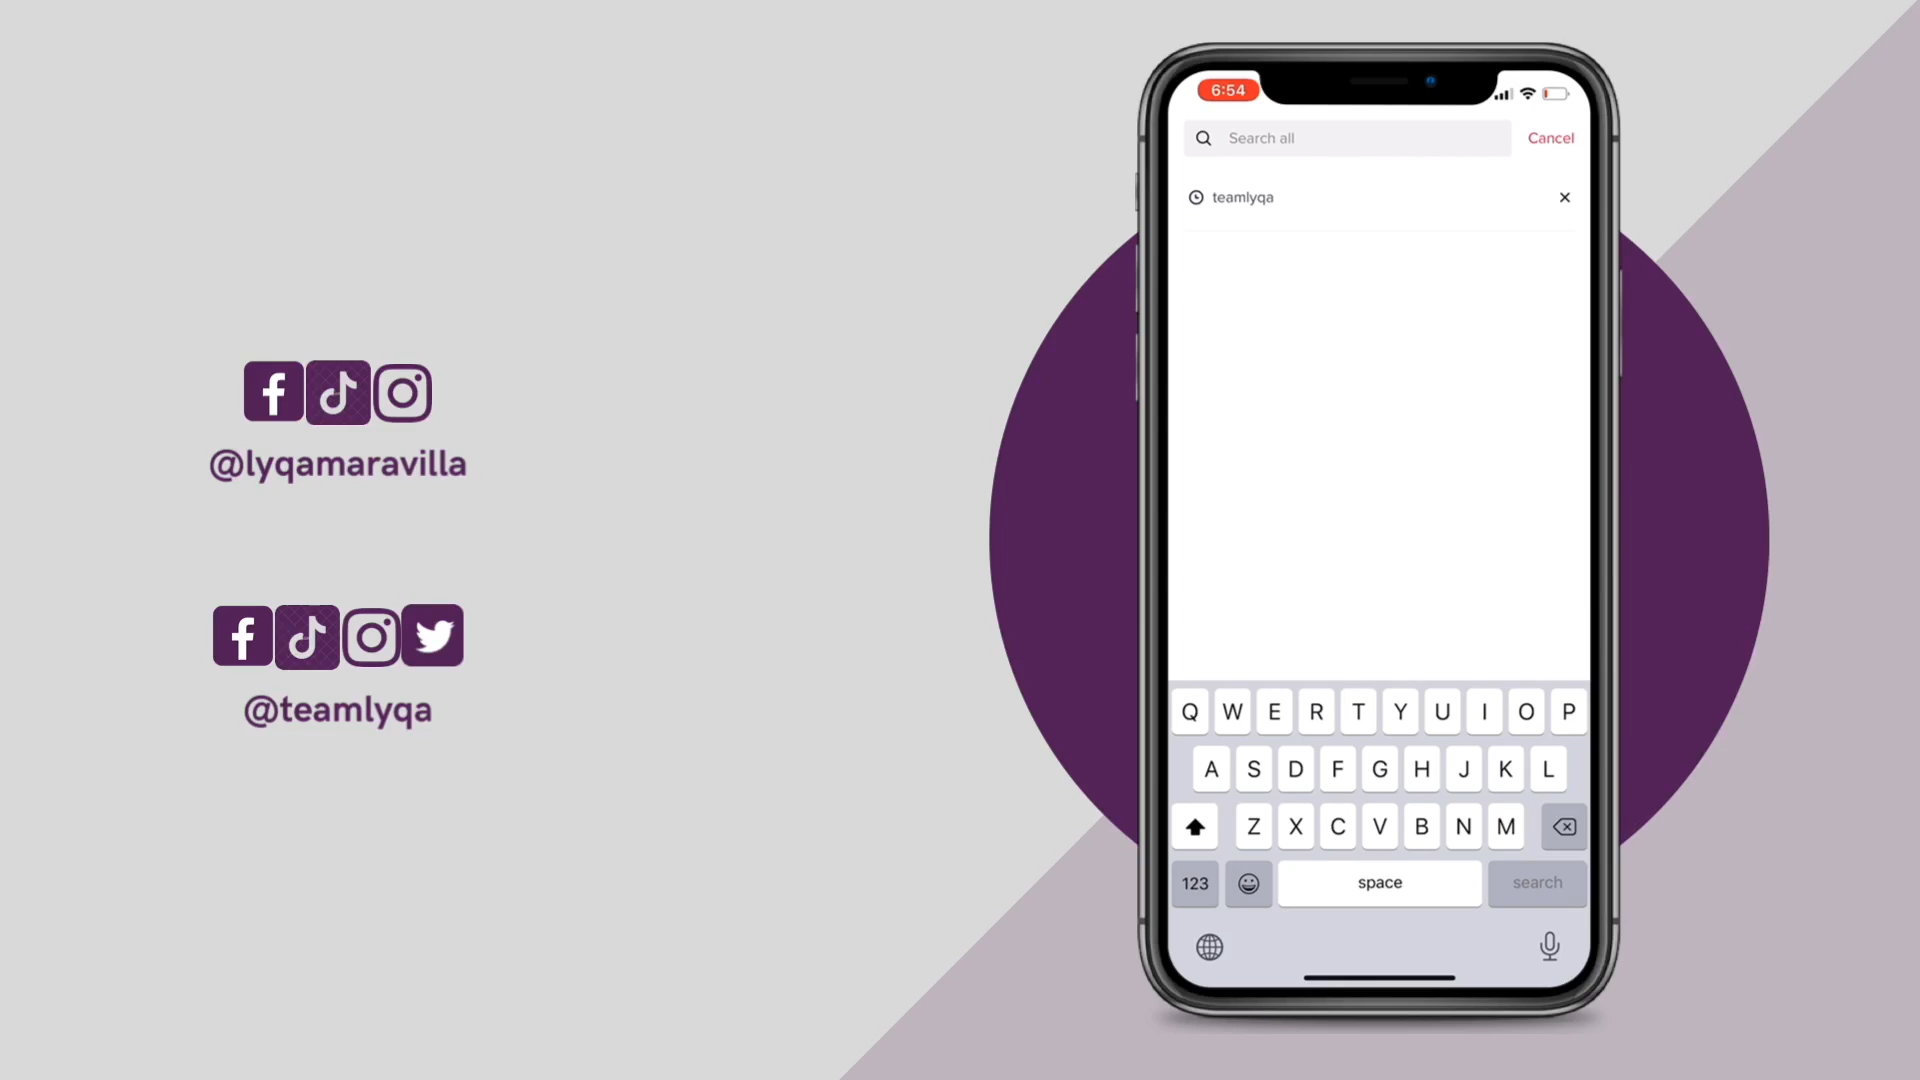 @lyqamaravilla
@teamlyqa
6:54
Search all
Cancel
teamlyqa
Q W E R T Y U I O P
A S D F G H J K L
Z X C V B N M
123
space
search